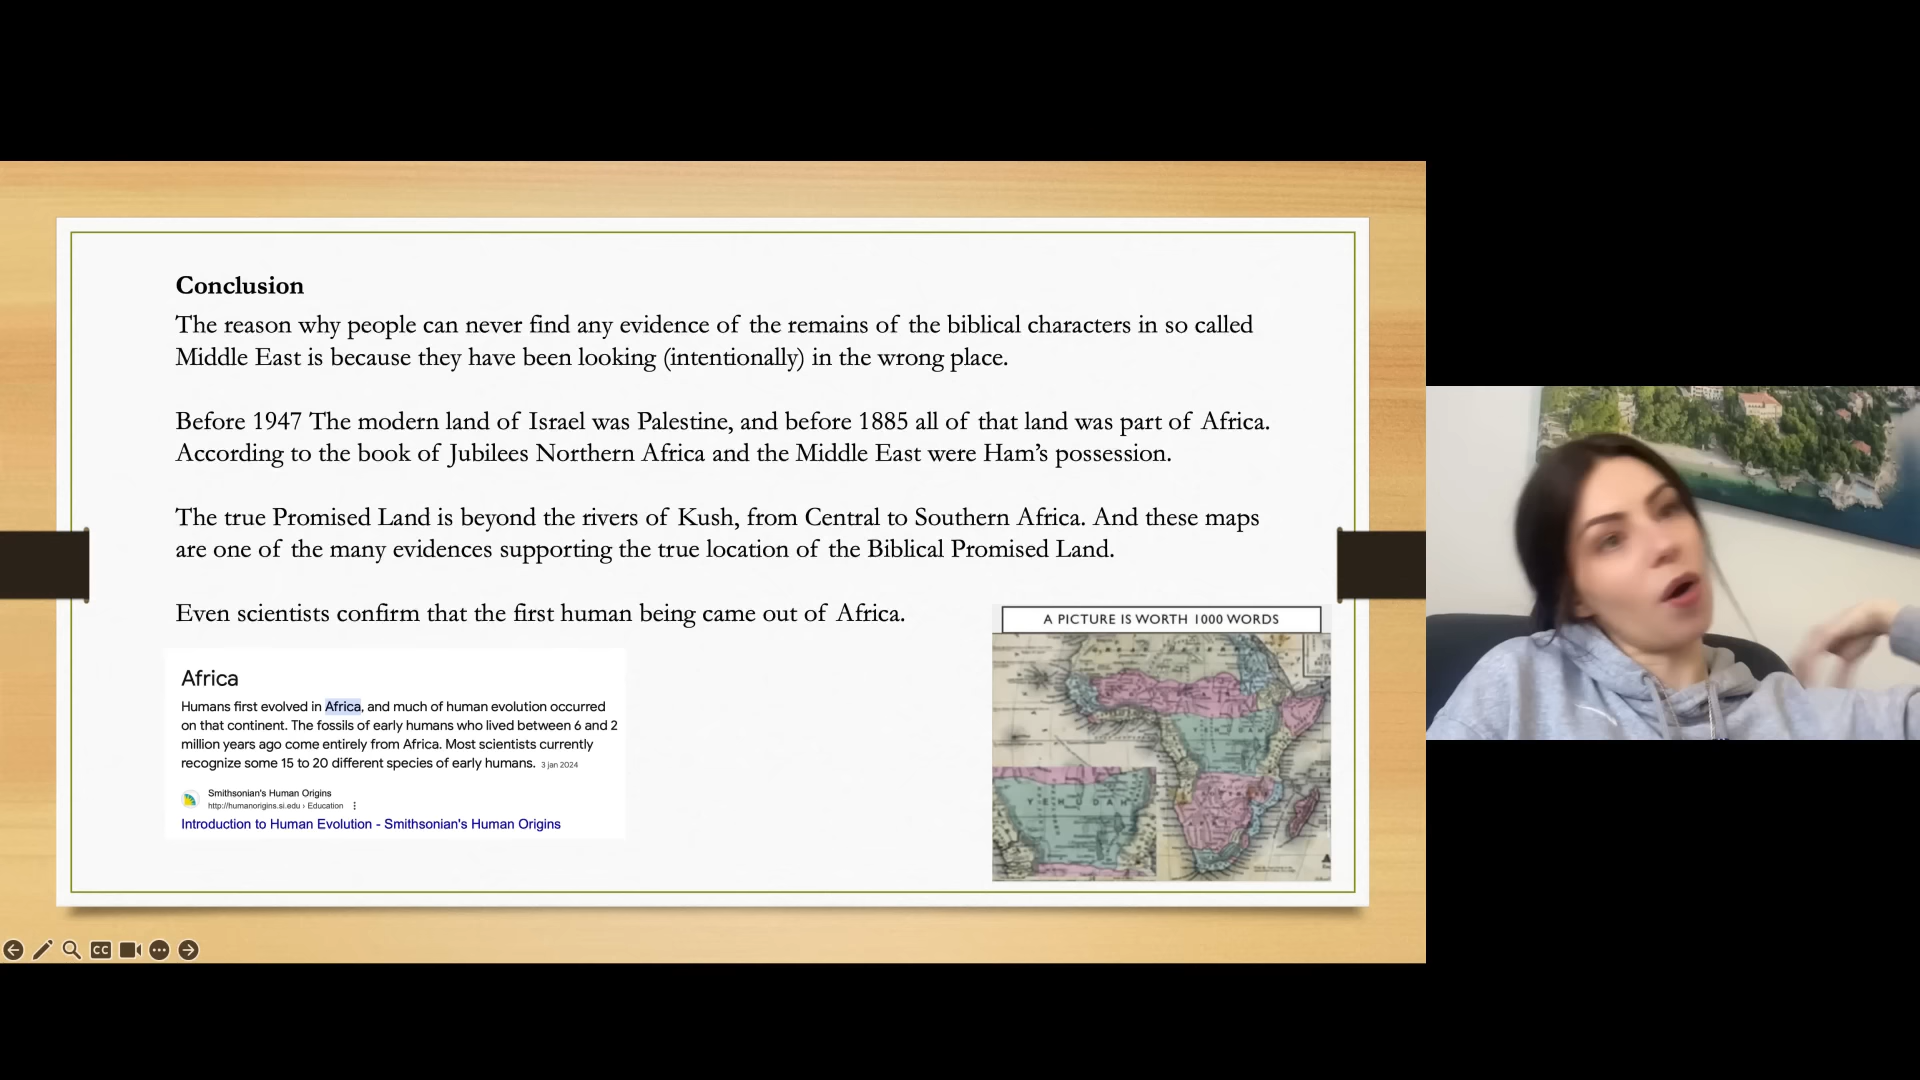 Conclusion
The reason why people can never find any evidence of the remains of the biblical characters in so called
Middle East is because they have been looking (intentionally) in the wrong place.
Before 1947 The modern land of Israel was Palestine, and before 1885 all of that land was part of Africa.
According to the book of Jubilees Northern Africa and the Middle East were Ham’s possession.
The true Promised Land is beyond the rivers of Kush, from Central to Southern Africa. And these maps
are one of the many evidences supporting the true location of the Biblical Promised Land.
Even scientists confirm that the first human being came out of Africa.
Africa
Humans first evolved in Africa, and much of human evolution occurred
on that continent. The fossils of early humans who lived between 6 and 2
million years ago come entirely from Africa. Most scientists currently
recognize some 15 to 20 different species of early humans. 3 jan 2024
Smithsonian's Human Origins
http://humanorigins.si.edu › Education
Introduction to Human Evolution - Smithsonian's Human Origins
A PICTURE IS WORTH 1000 WORDS
YEHUDAH
YEHUDAH
CC